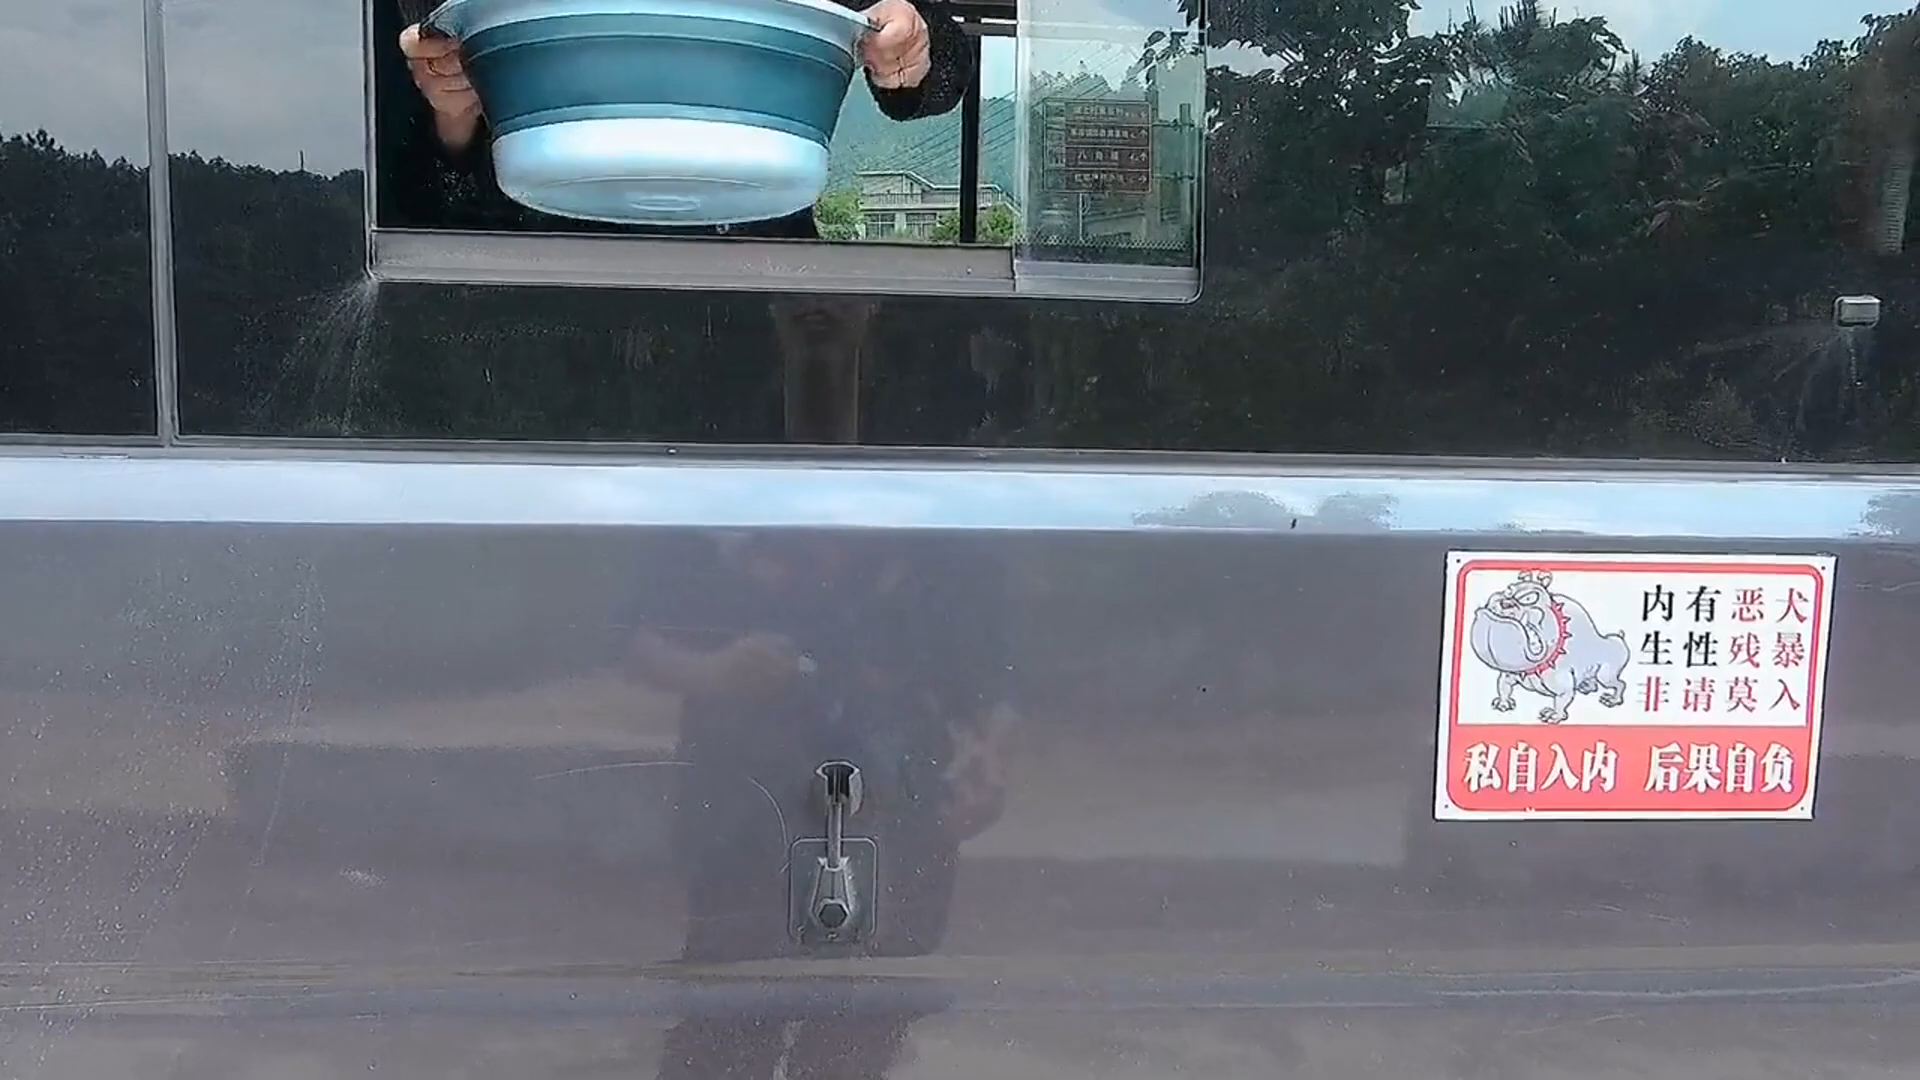 内有恶犬
生性残暴
非请莫入
私自入内 后果自负